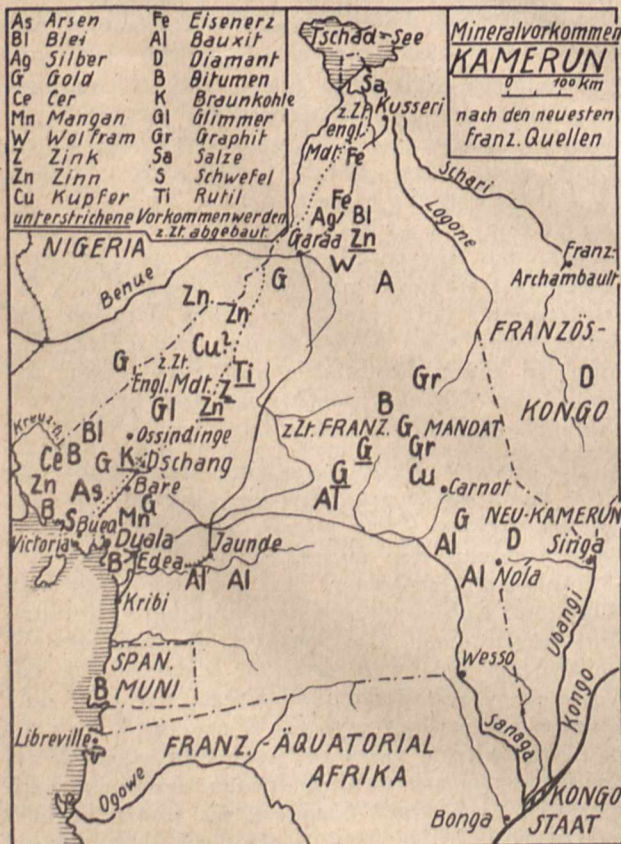 As Arsen Fe Eisenerz
Bl Blei Al Bauxit
Ag Silber D Diamant
G Gold B Bitumen
Ce Cer K Braunkohle
Mn Mangan Gl Glimmer
W Wolfram Gr Graphit
Z Zink Sa Salze
Zn Zinn S Schwefel
Cu Kupfer Ti Rutil
unterstrichene Vorkommen werden
z.Zt. abgebaut
Mineralvorkommen
KAMERUN
0 100 km
nach den neuesten
franz. Quellen
Tschad-See
Sa
Kusseri
z.Zt.
engl.
Mdt.
Fe
Schari
Logone
Fe
Ag Bl
Garaa Zn
W
NIGERIA
Benue
G
A
Franz.-
Archambault
Zn
Zn
FRANZÖS-
Cu²
G
z.Zt.
Engl. Mdt.
Ti
Z
Gl
Zn
Gr
D
KONGO
B
z.Zt. FRANZ. G MANDAT
Kreuz-fl.
Bl
Ossindinge
Ce B
G K Dschang
G
Gr
G
Cu
Zn
As
Bare
AT
Carnot
B
S Buea
Mn G
G
NEU-KAMERUN
Victoria
Duala
Jaunde
Al
D
Singa
B Edea
Al Al
Al
Nola
Kribi
Ubangi
SPAN.
MUNI
B
Wesso
Kongo
Sanaga
Libreville
FRANZ.-ÄQUATORIAL
AFRIKA
Ogowe
Bonga
KONGO
STAAT